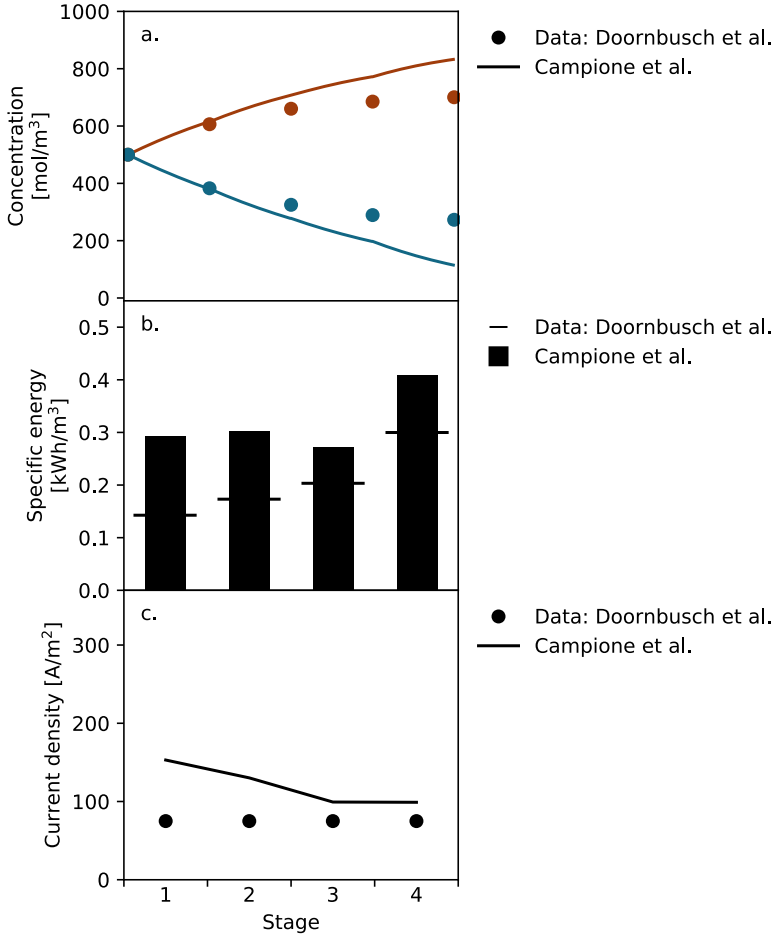 1000
a.
800
600
400
200
0
Concentration
[mol/m³]
Data: Doornbusch et al.
Campione et al.
b.
0.5
0.4
0.3
0.2
0.1
0.0
Specific energy
[kWh/m³]
Data: Doornbusch et al.
Campione et al.
c.
300
200
100
0
Current density [A/m²]
Data: Doornbusch et al.
Campione et al.
1 2 3 4
Stage